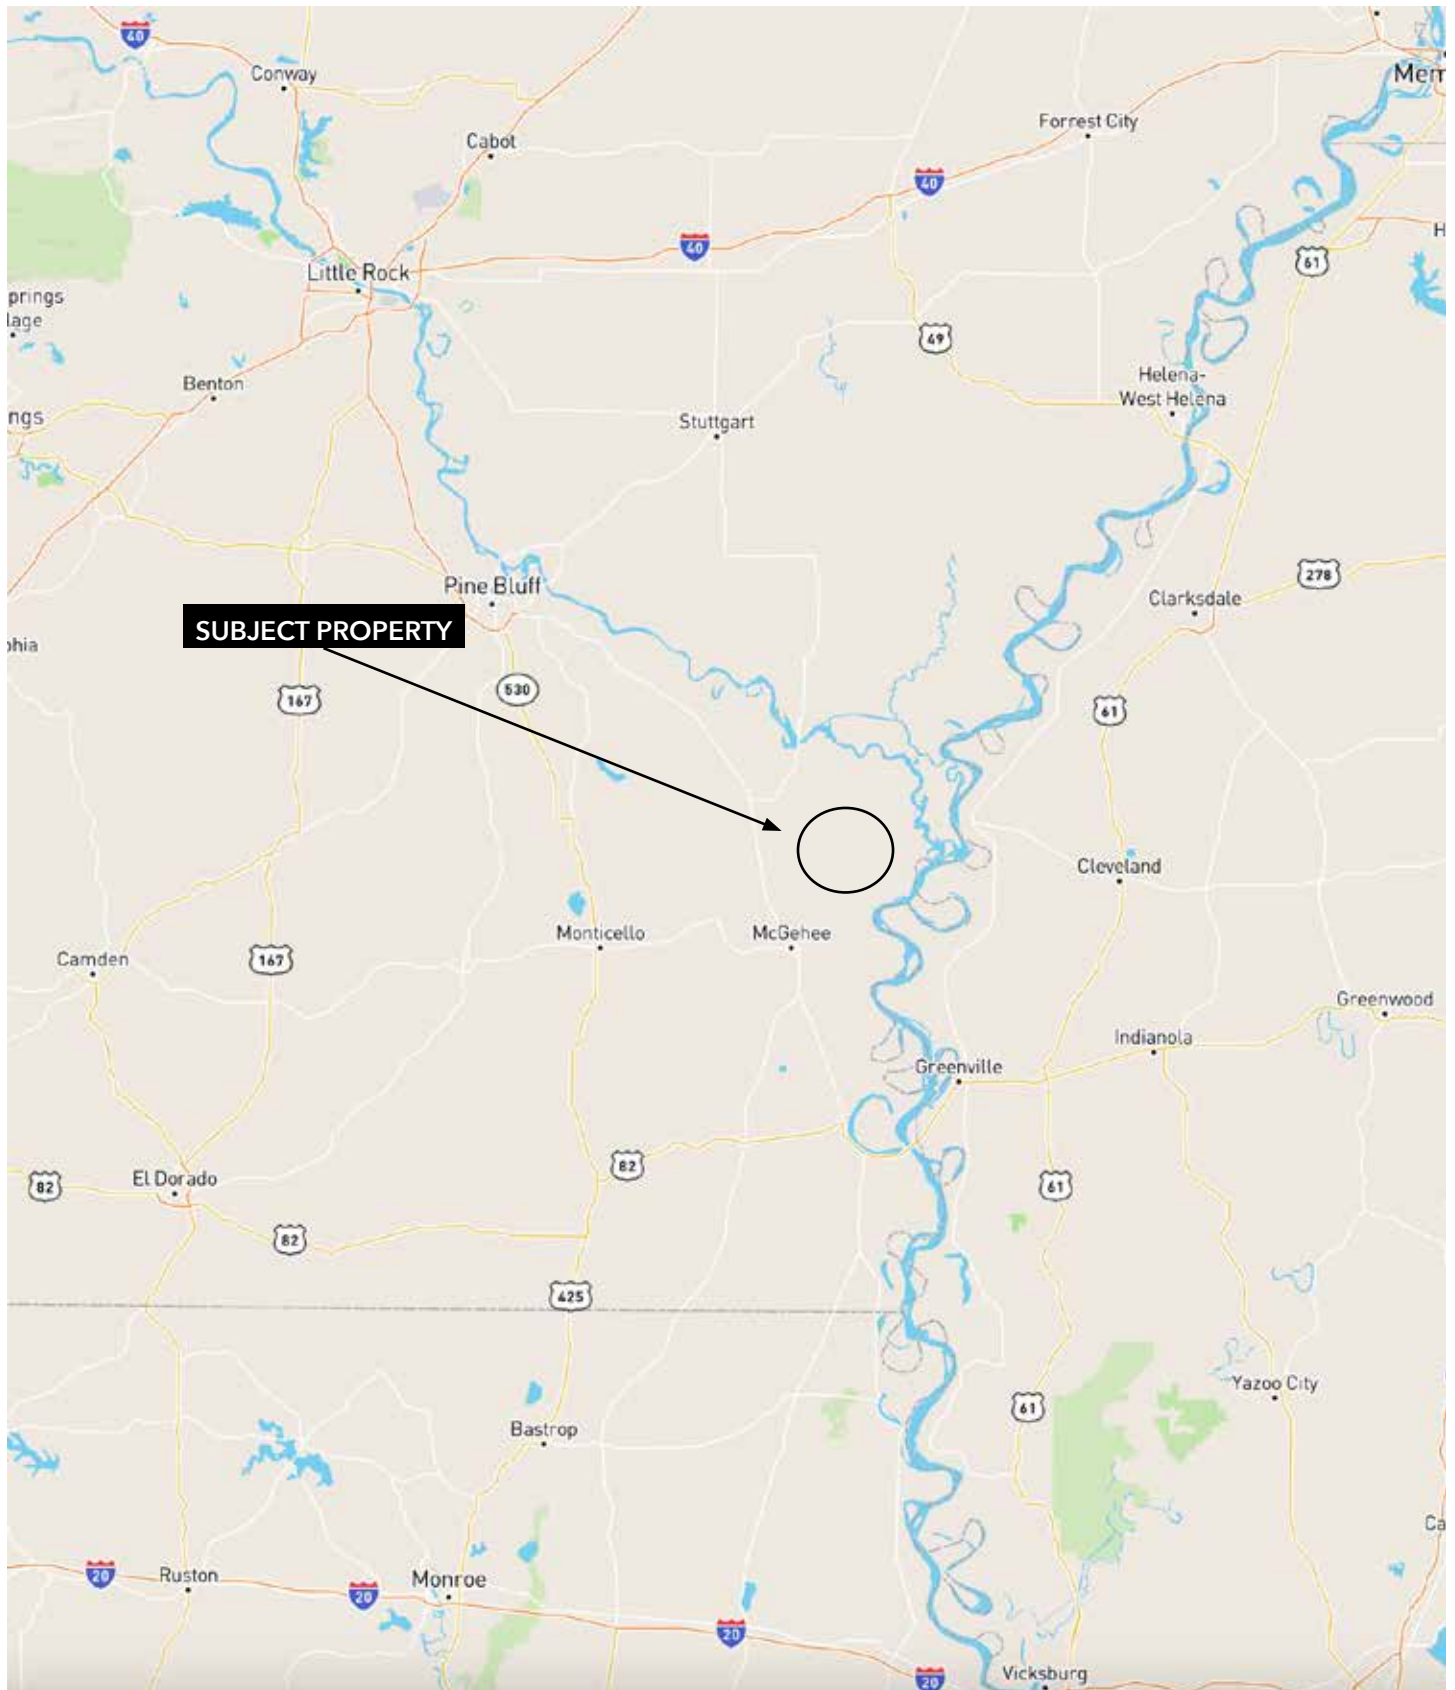 40
Conway
Mem
Forrest City
Cabot
40
40
61
H
Little Rock
prings
lage
49
Benton
Helena-
West Helena
ngs
Stuttgart
278
Pine Bluff
Clarksdale
SUBJECT PROPERTY
phia
530
167
61
Cleveland
Monticello
McGehee
Camden
167
Greenwood
Indianola
Greenville
82
61
82
El Dorado
82
425
Yazoo City
61
Bastrop
Ca
20
Ruston
20
Monroe
20
20
Vicksburg